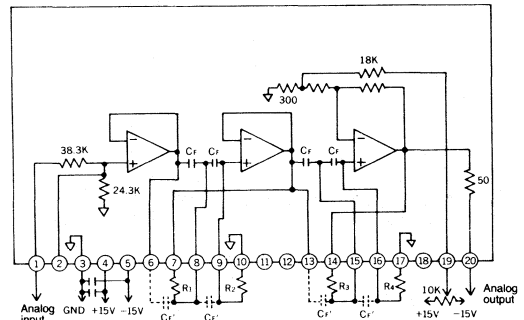 18K
300
CF CF
CF CF
38.3K
24.3K
50
− + − + − +
1 2 3 4 5 6 7 8 9 10 11 12 13 14 15 16 17 18 19 20
R1 R2 R3 R4
10K
CF' CF' CF' CF'
Analog input
GND +15V −15V
+15V −15V
Analog output